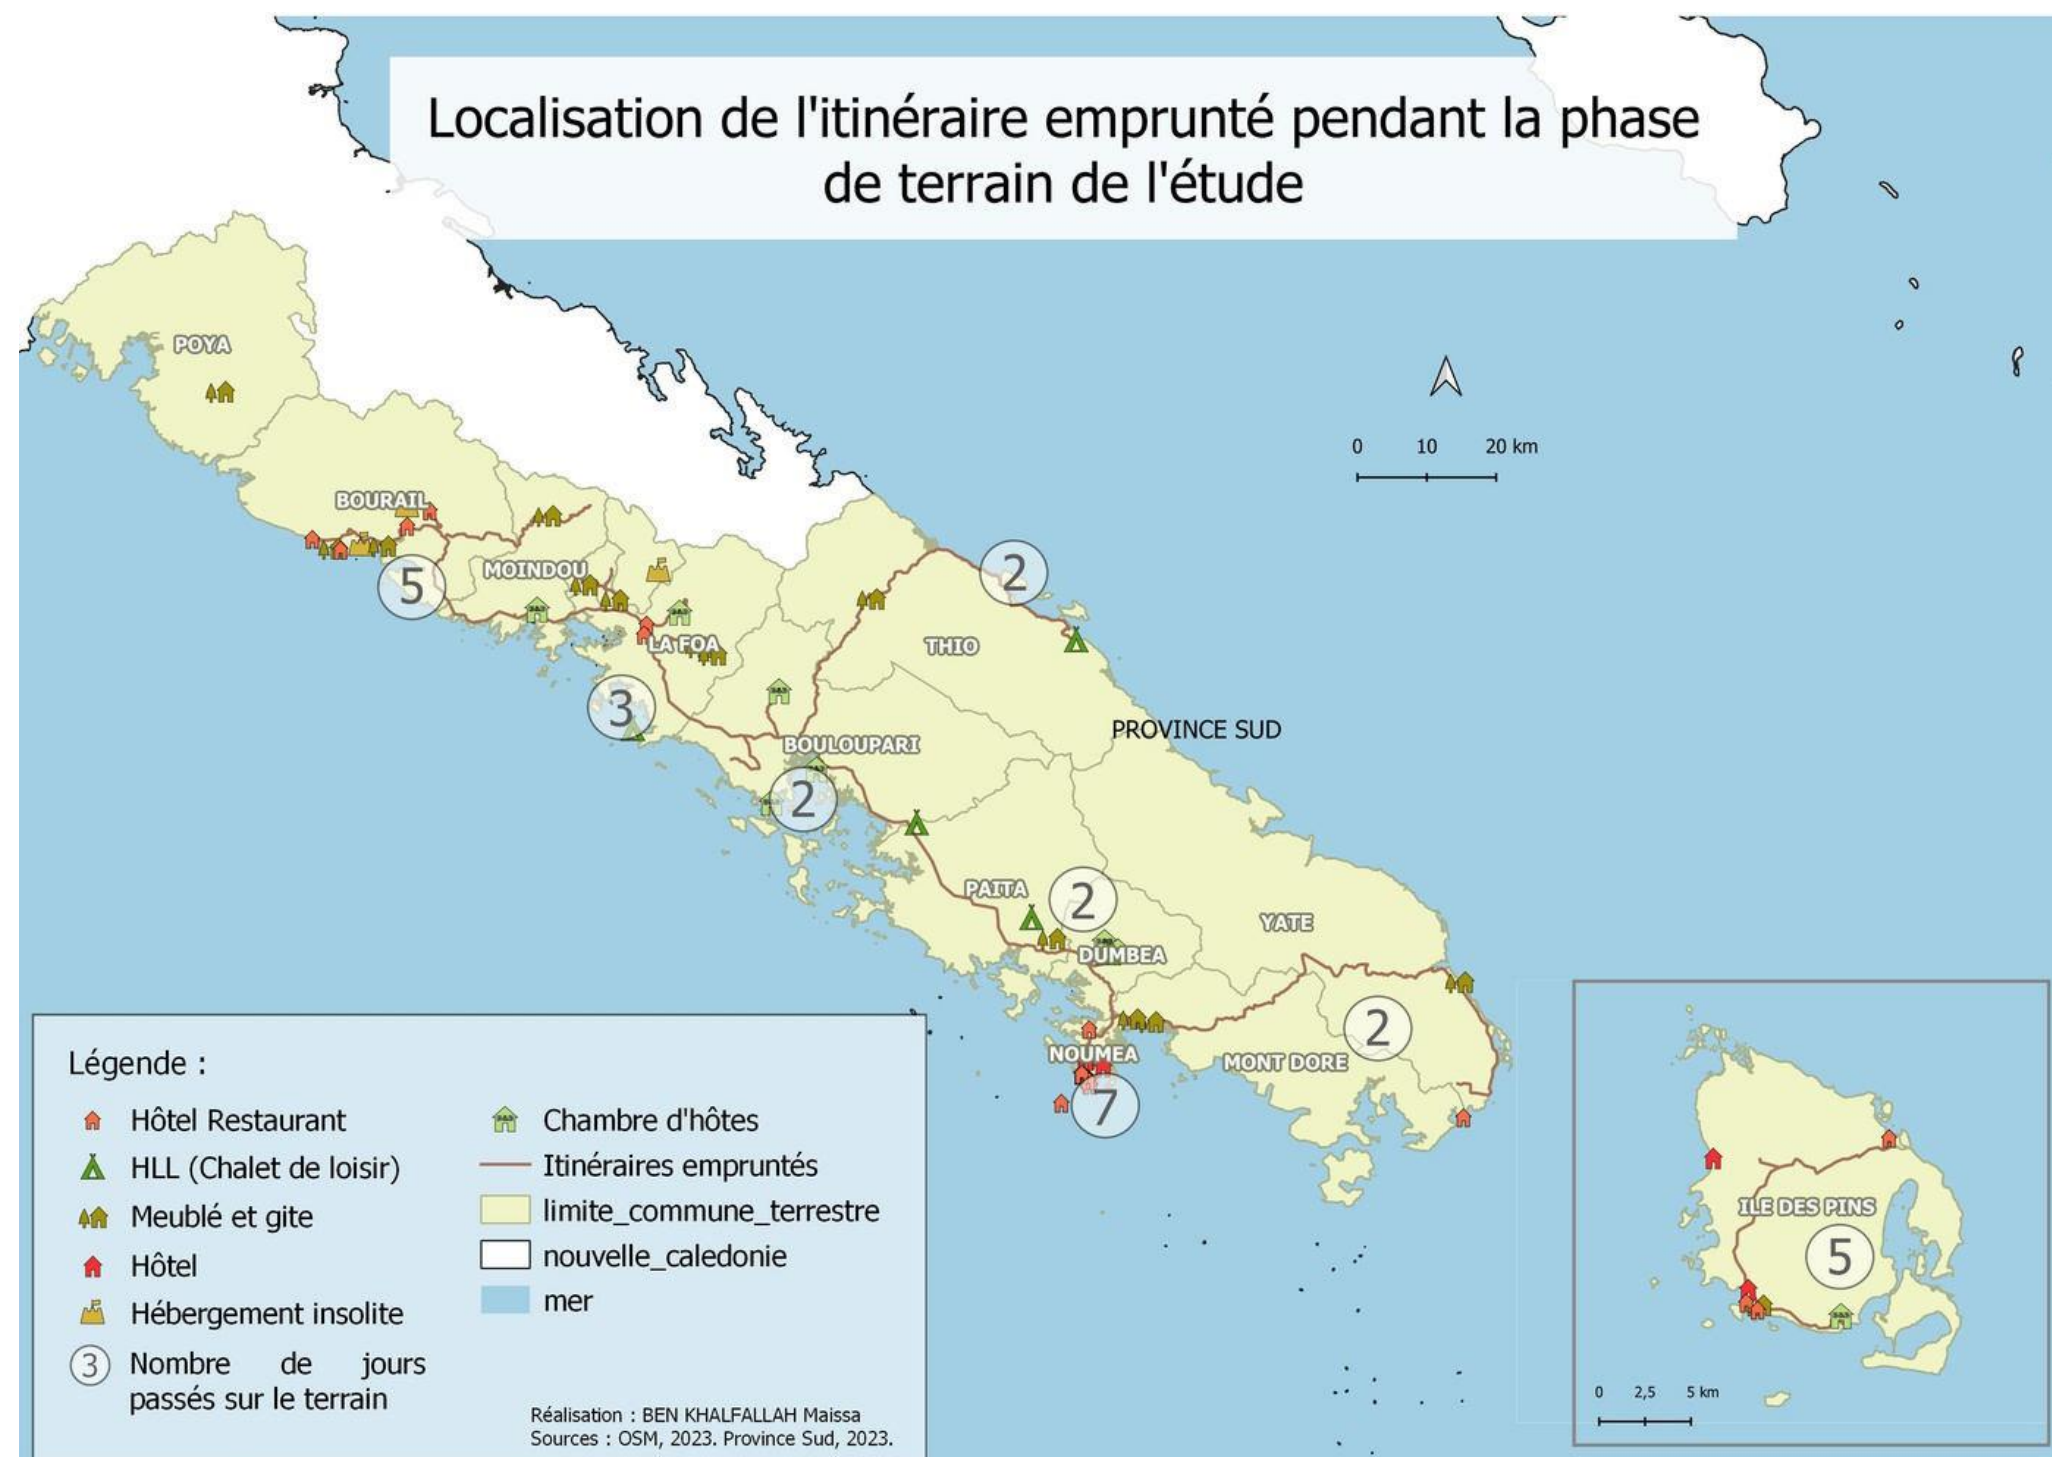 Localisation de l'itinéraire emprunté pendant la phase
de terrain de l'étude
POYA
0 10 20 km
BOURAIL
MOINDOU
5
2
LA FOA
THIO
3
PROVINCE SUD
BOULOUPARI
2
PAITA
2
YATE
DUMBEA
2
NOUMEA
MONT DORE
7
ILE DES PINS
5
0 2,5 5 km
Légende :
Hôtel Restaurant
HLL (Chalet de loisir)
Meublé et gite
Hôtel
Hébergement insolite
3
Nombre de jours
passés sur le terrain
Chambre d'hôtes
Itinéraires empruntés
limite_commune_terrestre
nouvelle_caledonie
mer
Réalisation : BEN KHALFALLAH Maissa
Sources : OSM, 2023. Province Sud, 2023.